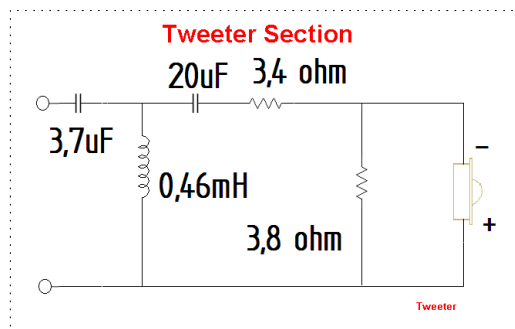 Tweeter Section
20uF 3,4 ohm
3,7uF
0,46mH
3,8 ohm
−
+
Tweeter